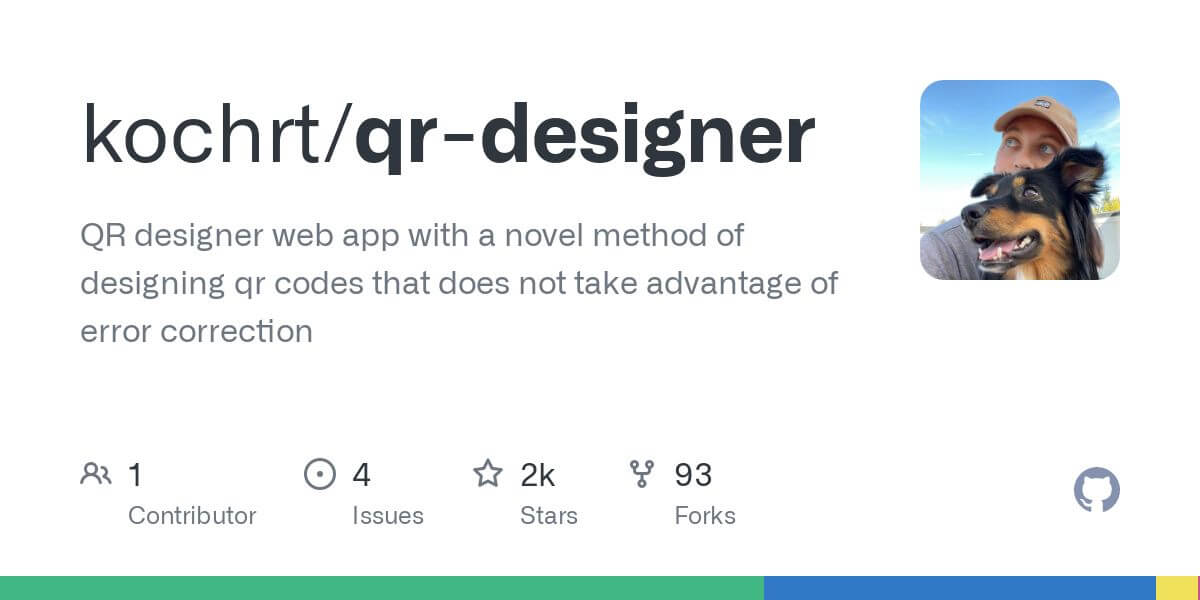 kochrt/qr-designer
QR designer web app with a novel method of
designing qr codes that does not take advantage of
error correction
1 4 2k 93
Contributor Issues Stars Forks